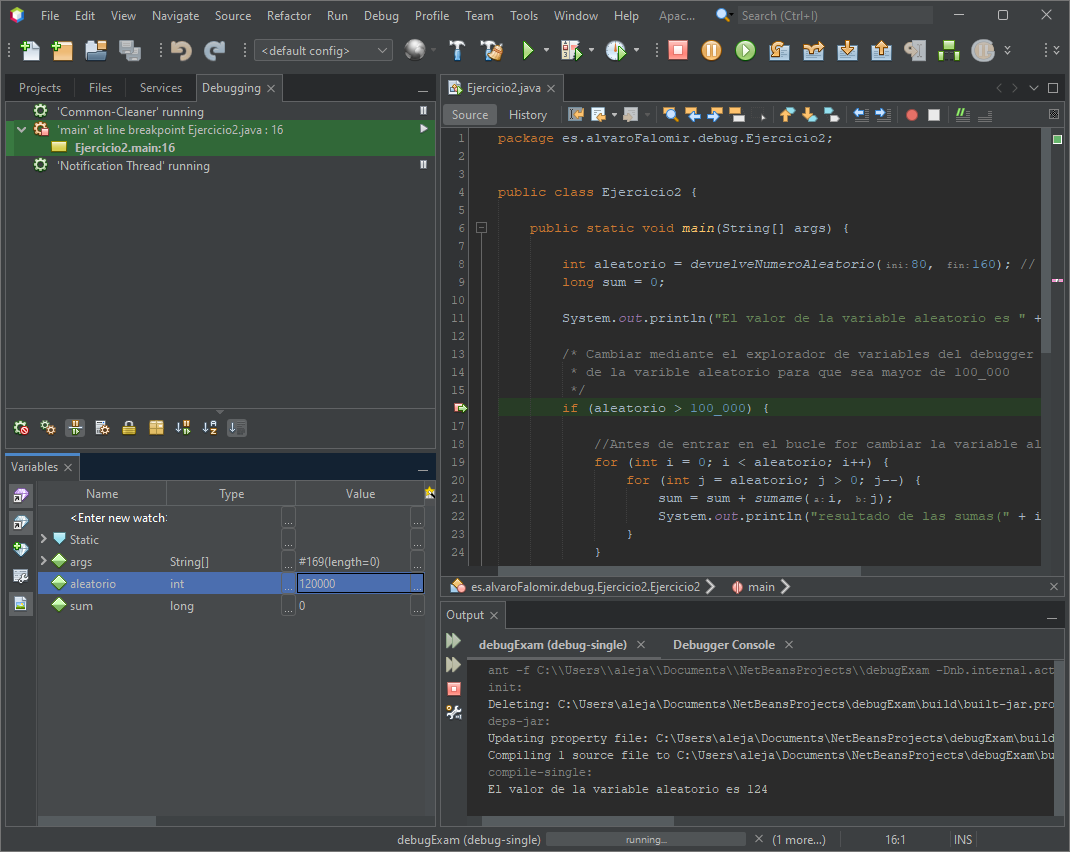 File Edit View Navigate Source Refactor Run Debug Profile Team Tools Window Help Apac... Search (Ctrl+I)
<default config>
Projects Files Services Debugging
'Common-Cleaner' running
'main' at line breakpoint Ejercicio2.java : 16
Ejercicio2.main:16
'Notification Thread' running
Variables
Name Type Value
<Enter new watch>
...
...
Static
...
...
args String[] ... #169(length=0) ...
aleatorio int ... 120000 ...
sum long ... 0 ...
Ejercicio2.java
Source History
1 package es.alvaroFalomir.debug.Ejercicio2;
2
3
4 public class Ejercicio2 {
5
6 public static void main(String[] args) {
7
8 int aleatorio = devuelveNumeroAleatorio( ini: 80, fin: 160); //
9 long sum = 0;
10
11 System.out.println("El valor de la variable aleatorio es " +
12
13 /* Cambiar mediante el explorador de variables del debugger
14 * de la varible aleatorio para que sea mayor de 100_000
15 */
if (aleatorio > 100_000) {
17
18 //Antes de entrar en el bucle for cambiar la variable al
19 for (int i = 0; i < aleatorio; i++) {
20 for (int j = aleatorio; j > 0; j--) {
21 sum = sum + sumame( a: i, b: j);
22 System.out.println("resultado de las sumas(" + i
23 }
24 }
es.alvaroFalomir.debug.Ejercicio2.Ejercicio2 main
Output
debugExam (debug-single) Debugger Console
ant -f C:\\Users\\aleja\\Documents\\NetBeansProjects\\debugExam -Dnb.internal.act
init:
Deleting: C:\Users\aleja\Documents\NetBeansProjects\debugExam\build\built-jar.pro
deps-jar:
Updating property file: C:\Users\aleja\Documents\NetBeansProjects\debugExam\build
Compiling 1 source file to C:\Users\aleja\Documents\NetBeansProjects\debugExam\bu
compile-single:
El valor de la variable aleatorio es 124
debugExam (debug-single) running... (1 more...) 16:1 INS